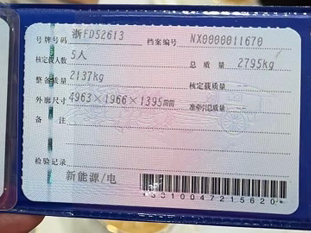 号牌号码 浙FD52613 档案编号 NX0000011670
核定载人数 5人 总质量 2795kg
整备质量 2137kg 核定载质量
外廓尺寸 4963×1966×1395mm 准牵引总质量
备注
检验记录
新能源/电